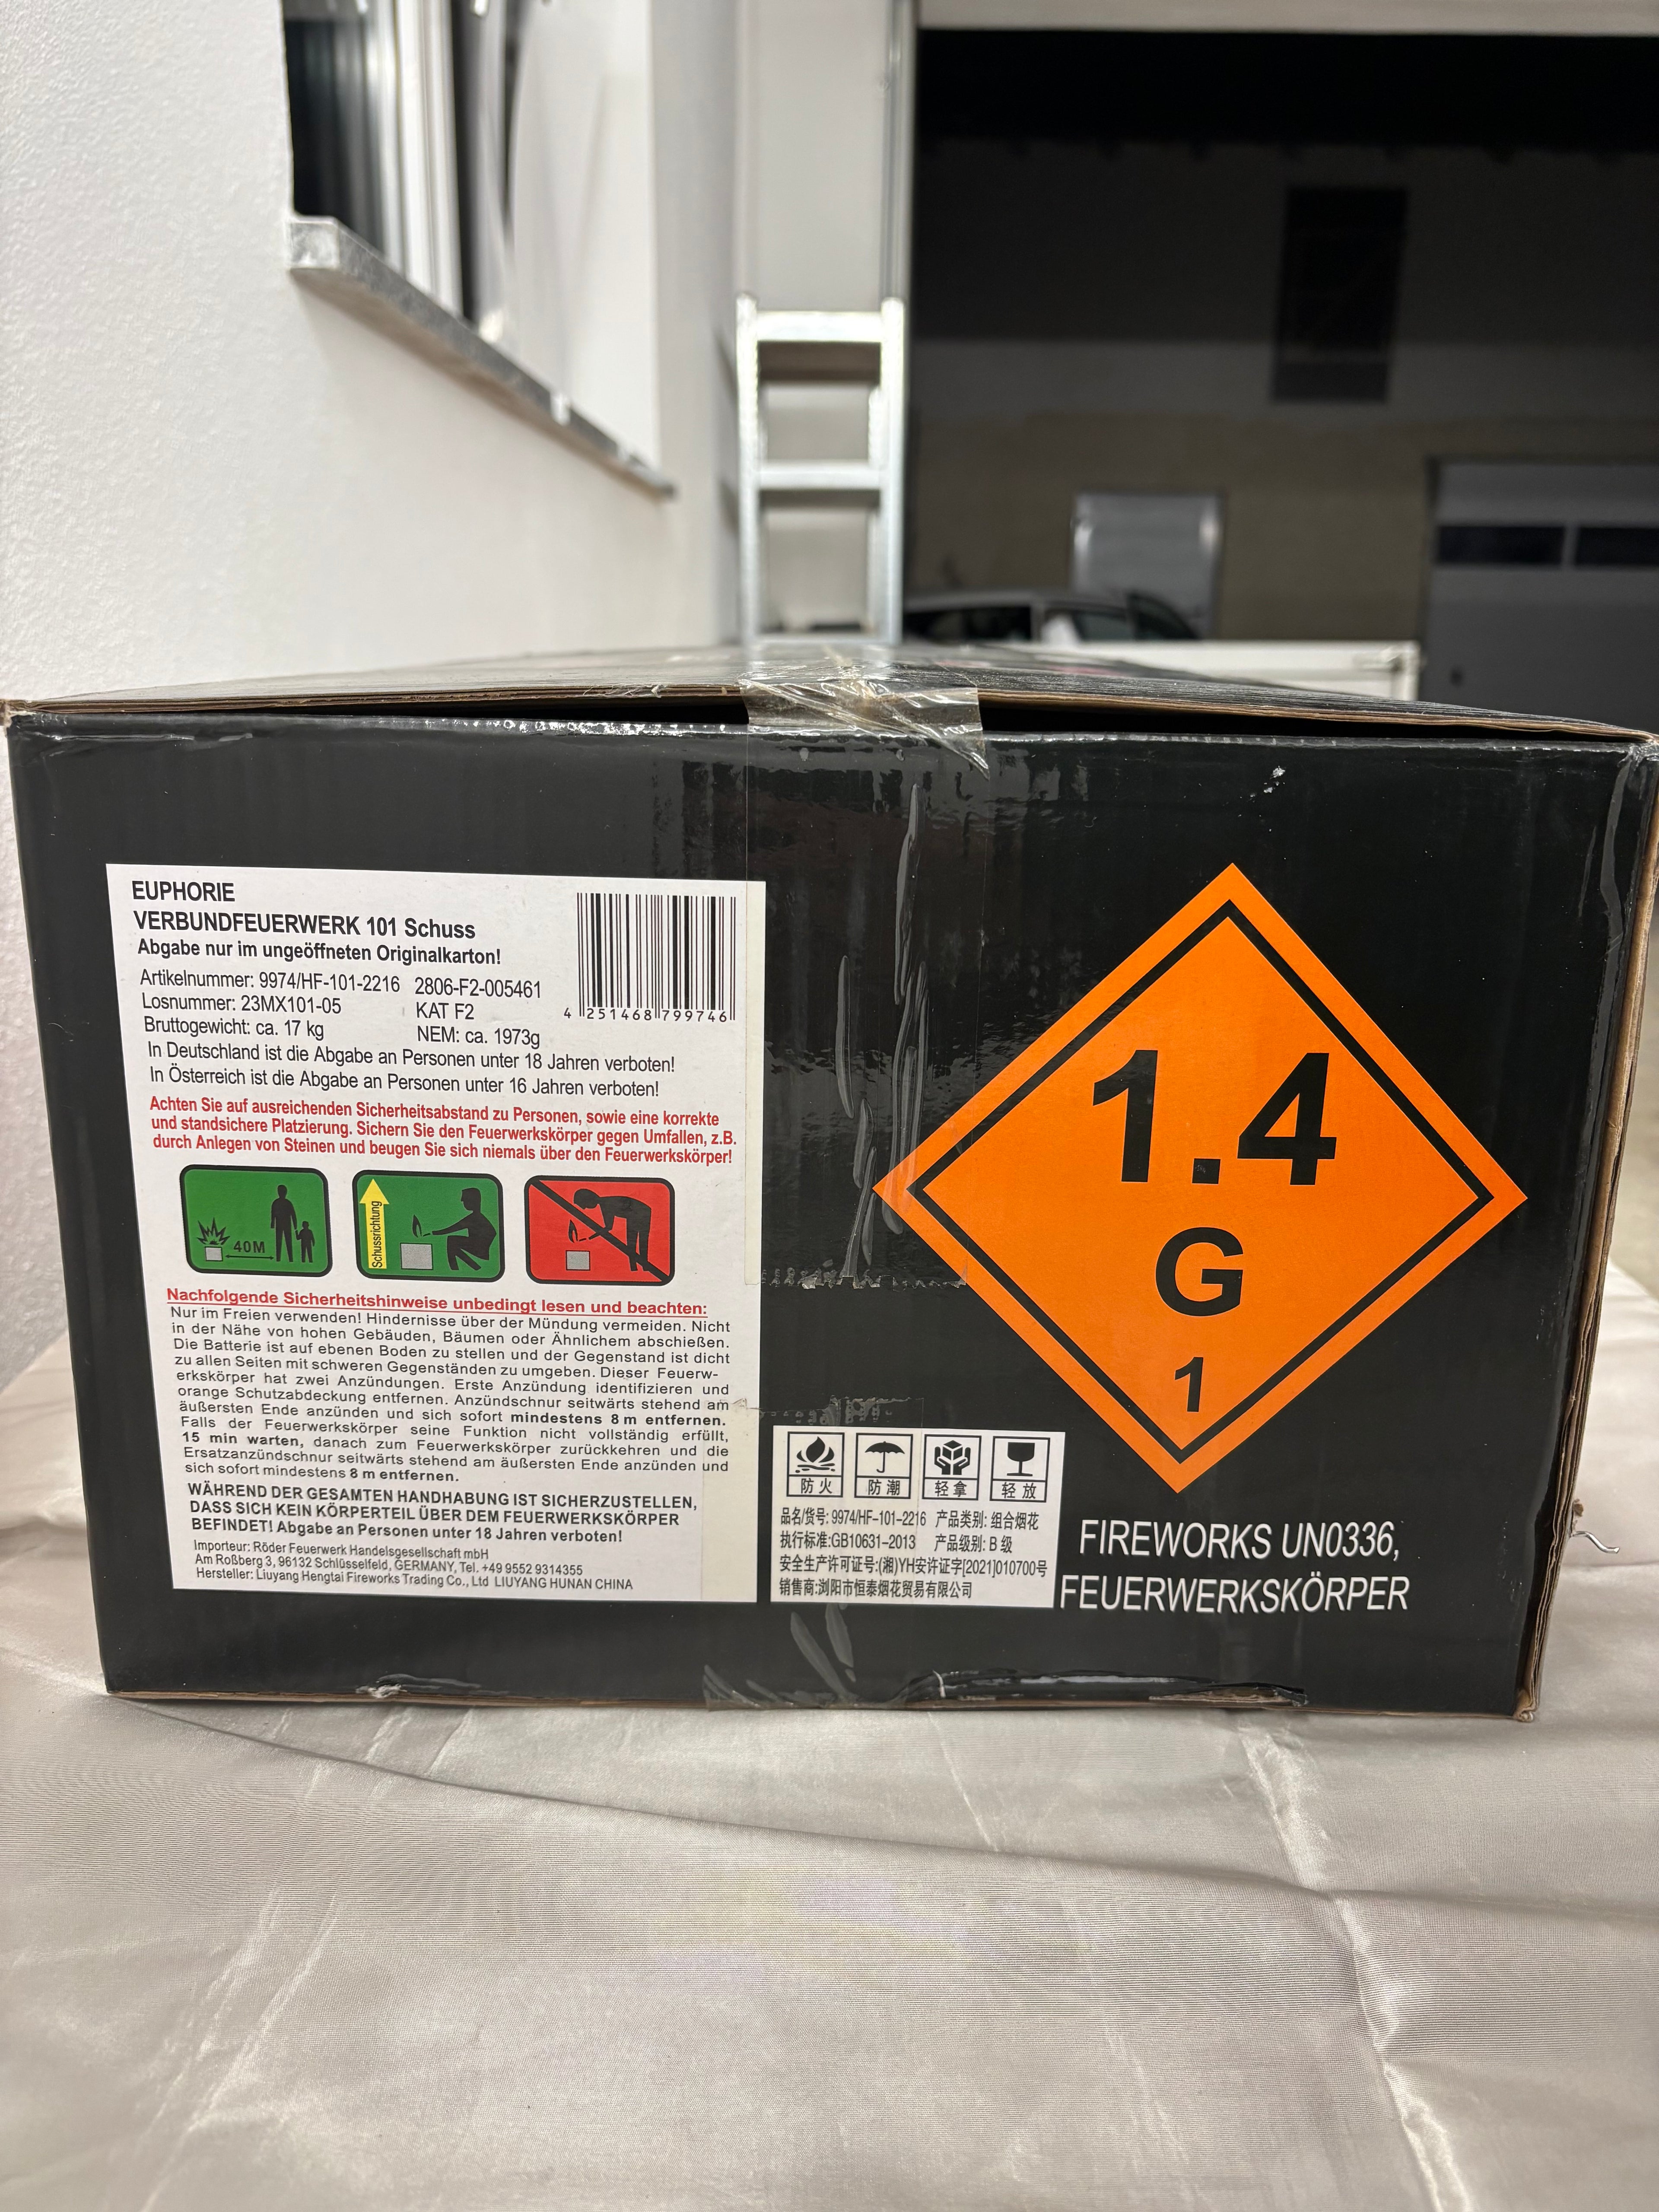 EUPHORIE
VERBUNDFEUERWERK 101 Schuss
Abgabe nur im ungeöffneten Originalkarton!
Artikelnummer: 9974/HF-101-2216 2806-F2-005461
Losnummer: 23MX101-05 KAT F2
Bruttogewicht: ca. 17 kg NEM: ca. 1973g
4 251468 799746
In Deutschland ist die Abgabe an Personen unter 18 Jahren verboten!
In Österreich ist die Abgabe an Personen unter 16 Jahren verboten!
Achten Sie auf ausreichenden Sicherheitsabstand zu Personen, sowie eine korrekte
und standsichere Platzierung. Sichern Sie den Feuerwerkskörper gegen Umfallen, z.B.
durch Anlegen von Steinen und beugen Sie sich niemals über den Feuerwerkskörper!
40M
Schussrichtung
Nachfolgende Sicherheitshinweise unbedingt lesen und beachten:
Nur im Freien verwenden! Hindernisse über der Mündung vermeiden. Nicht
in der Nähe von hohen Gebäuden, Bäumen oder Ähnlichem abschießen.
Die Batterie ist auf ebenen Boden zu stellen und der Gegenstand ist dicht
zu allen Seiten mit schweren Gegenständen zu umgeben. Dieser Feuerw-
erkskörper hat zwei Anzündungen. Erste Anzündung identifizieren und
orange Schutzabdeckung entfernen. Anzündschnur seitwärts stehend am
äußersten Ende anzünden und sich sofort mindestens 8 m entfernen.
Falls der Feuerwerkskörper seine Funktion nicht vollständig erfüllt,
15 min warten, danach zum Feuerwerkskörper zurückkehren und die
Ersatzanzündschnur seitwärts stehend am äußersten Ende anzünden und
sich sofort mindestens 8 m entfernen.
WÄHREND DER GESAMTEN HANDHABUNG IST SICHERZUSTELLEN,
DASS SICH KEIN KÖRPERTEIL ÜBER DEM FEUERWERKSKÖRPER
BEFINDET! Abgabe an Personen unter 18 Jahren verboten!
Importeur: Röder Feuerwerk Handelsgesellschaft mbH
Am Roßberg 3, 96132 Schlüsselfeld, GERMANY, Tel. +49 9552 9314355
Hersteller: Liuyang Hengtai Fireworks Trading Co., Ltd LIUYANG HUNAN CHINA
1.4
G
1
防火 防潮 轻拿 轻放
品名/货号: 9974/HF-101-2216 产品类别: 组合烟花
执行标准:GB10631-2013 产品级别: B 级
安全生产许可证号:(湘)YH安许证字[2021]010700号
销售商:浏阳市恒泰烟花贸易有限公司
FIREWORKS UN0336,
FEUERWERKSKÖRPER